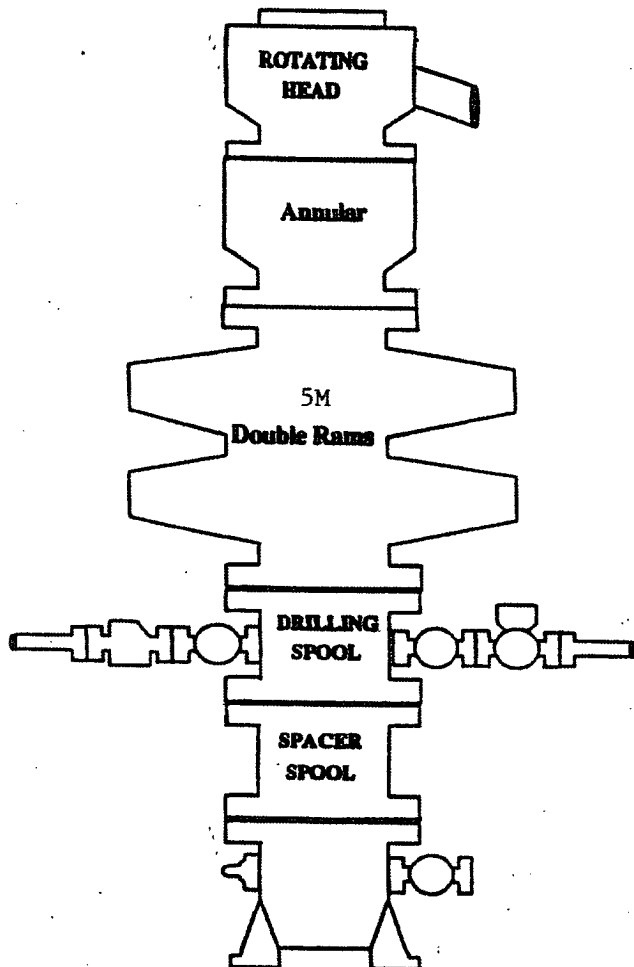 ROTATING
HEAD
Annular
5M
Double Rams
DRILLING
SPOOL
SPACER
SPOOL